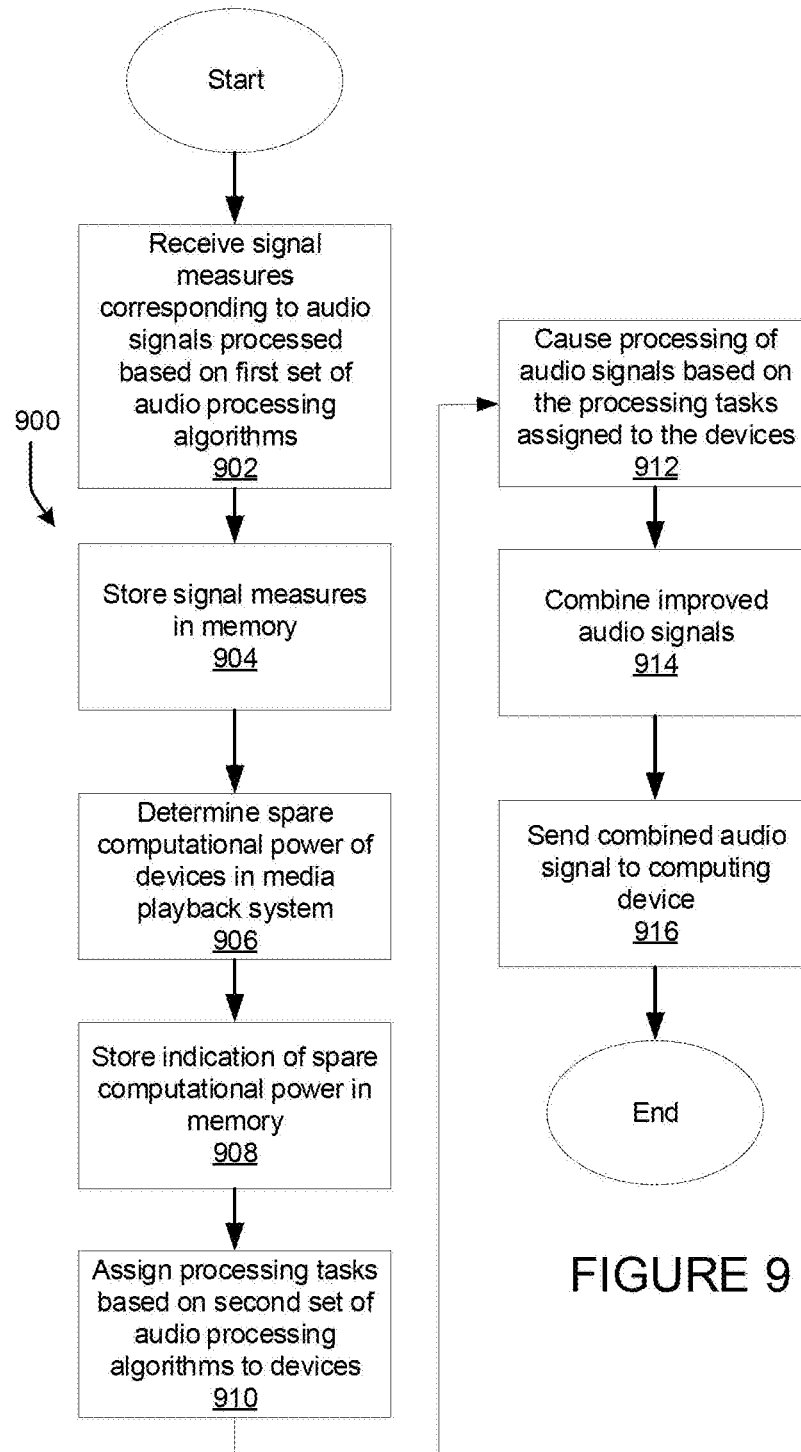 Start
900
Receive signal
measures
corresponding to audio
signals processed
based on first set of
audio processing
algorithms
902
Store signal measures
in memory
904
Determine spare
computational power of
devices in media
playback system
906
Store indication of spare
computational power in
memory
908
Assign processing tasks
based on second set of
audio processing
algorithms to devices
910
Cause processing of
audio signals based on
the processing tasks
assigned to the devices
912
Combine improved
audio signals
914
Send combined audio
signal to computing
device
916
End
FIGURE 9